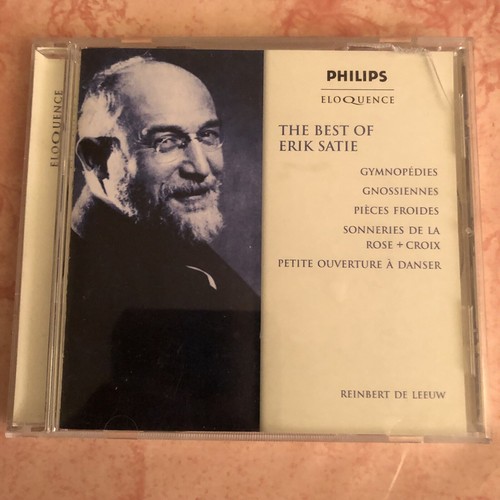 ELOQUENCE
PHILIPS
ELOQUENCE
THE BEST OF
ERIK SATIE
GYMNOPÉDIES
GNOSSIENNES
PIÈCES FROIDES
SONNERIES DE LA
ROSE + CROIX
PETITE OUVERTURE À DANSER
REINBERT DE LEEUW